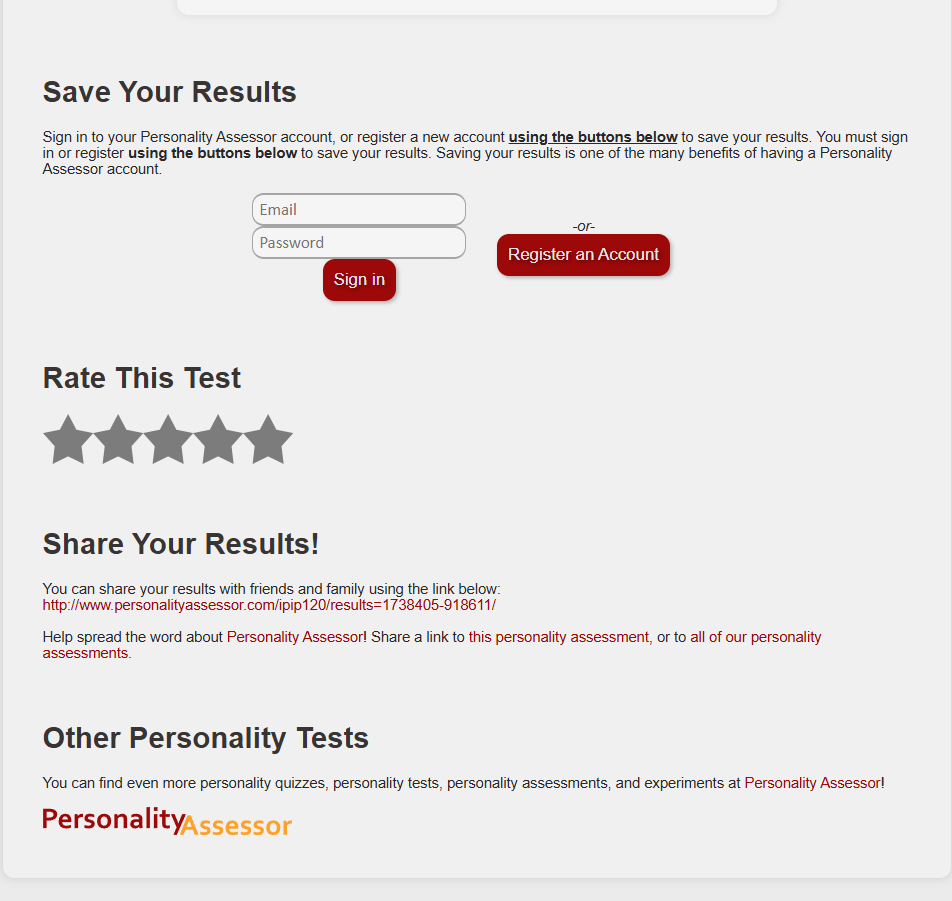 Save Your Results
Sign in to your Personality Assessor account, or register a new account using the buttons below to save your results. You must sign
in or register using the buttons below to save your results. Saving your results is one of the many benefits of having a Personality
Assessor account.
Email
Password
Sign in
-or-
Register an Account
Rate This Test
Share Your Results!
You can share your results with friends and family using the link below:
http://www.personalityassessor.com/ipip120/results=1738405-918611/
Help spread the word about Personality Assessor! Share a link to this personality assessment, or to all of our personality
assessments.
Other Personality Tests
You can find even more personality quizzes, personality tests, personality assessments, and experiments at Personality Assessor!
PersonalityAssessor